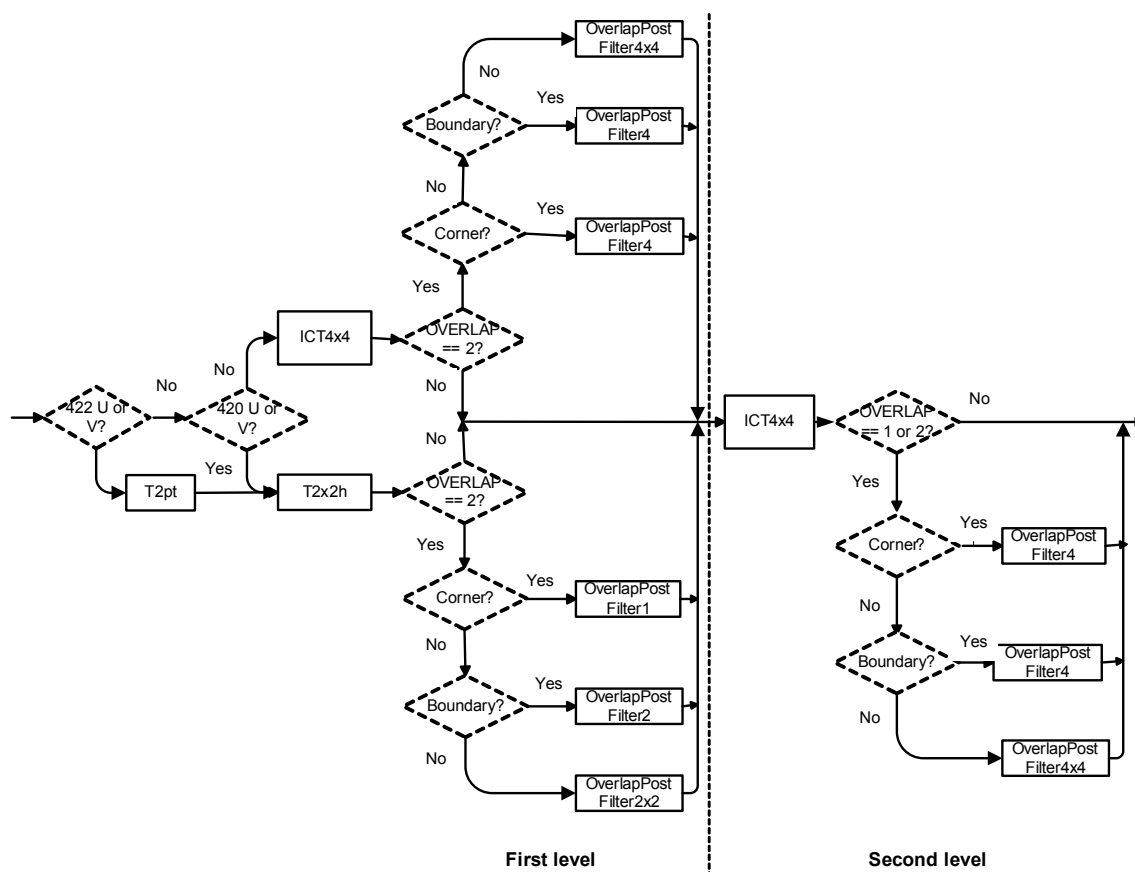 OverlapPost
Filter4x4
No
Yes
Boundary?
OverlapPost
Filter4
No
Yes
Corner?
OverlapPost
Filter4
Yes
ICT4x4
OVERLAP
== 2?
No
No
No
422 U or
V?
420 U or
V?
ICT4x4
OVERLAP
== 1 or 2?
No
No
Yes
T2pt
T2x2h
OVERLAP
== 2?
Yes
Yes
Corner?
Yes
OverlapPost
Filter1
Corner?
Yes
OverlapPost
Filter4
No
No
Boundary?
Yes
OverlapPost
Filter2
Boundary?
Yes
OverlapPost
Filter4
No
No
OverlapPost
Filter2x2
OverlapPost
Filter4x4
First level
Second level